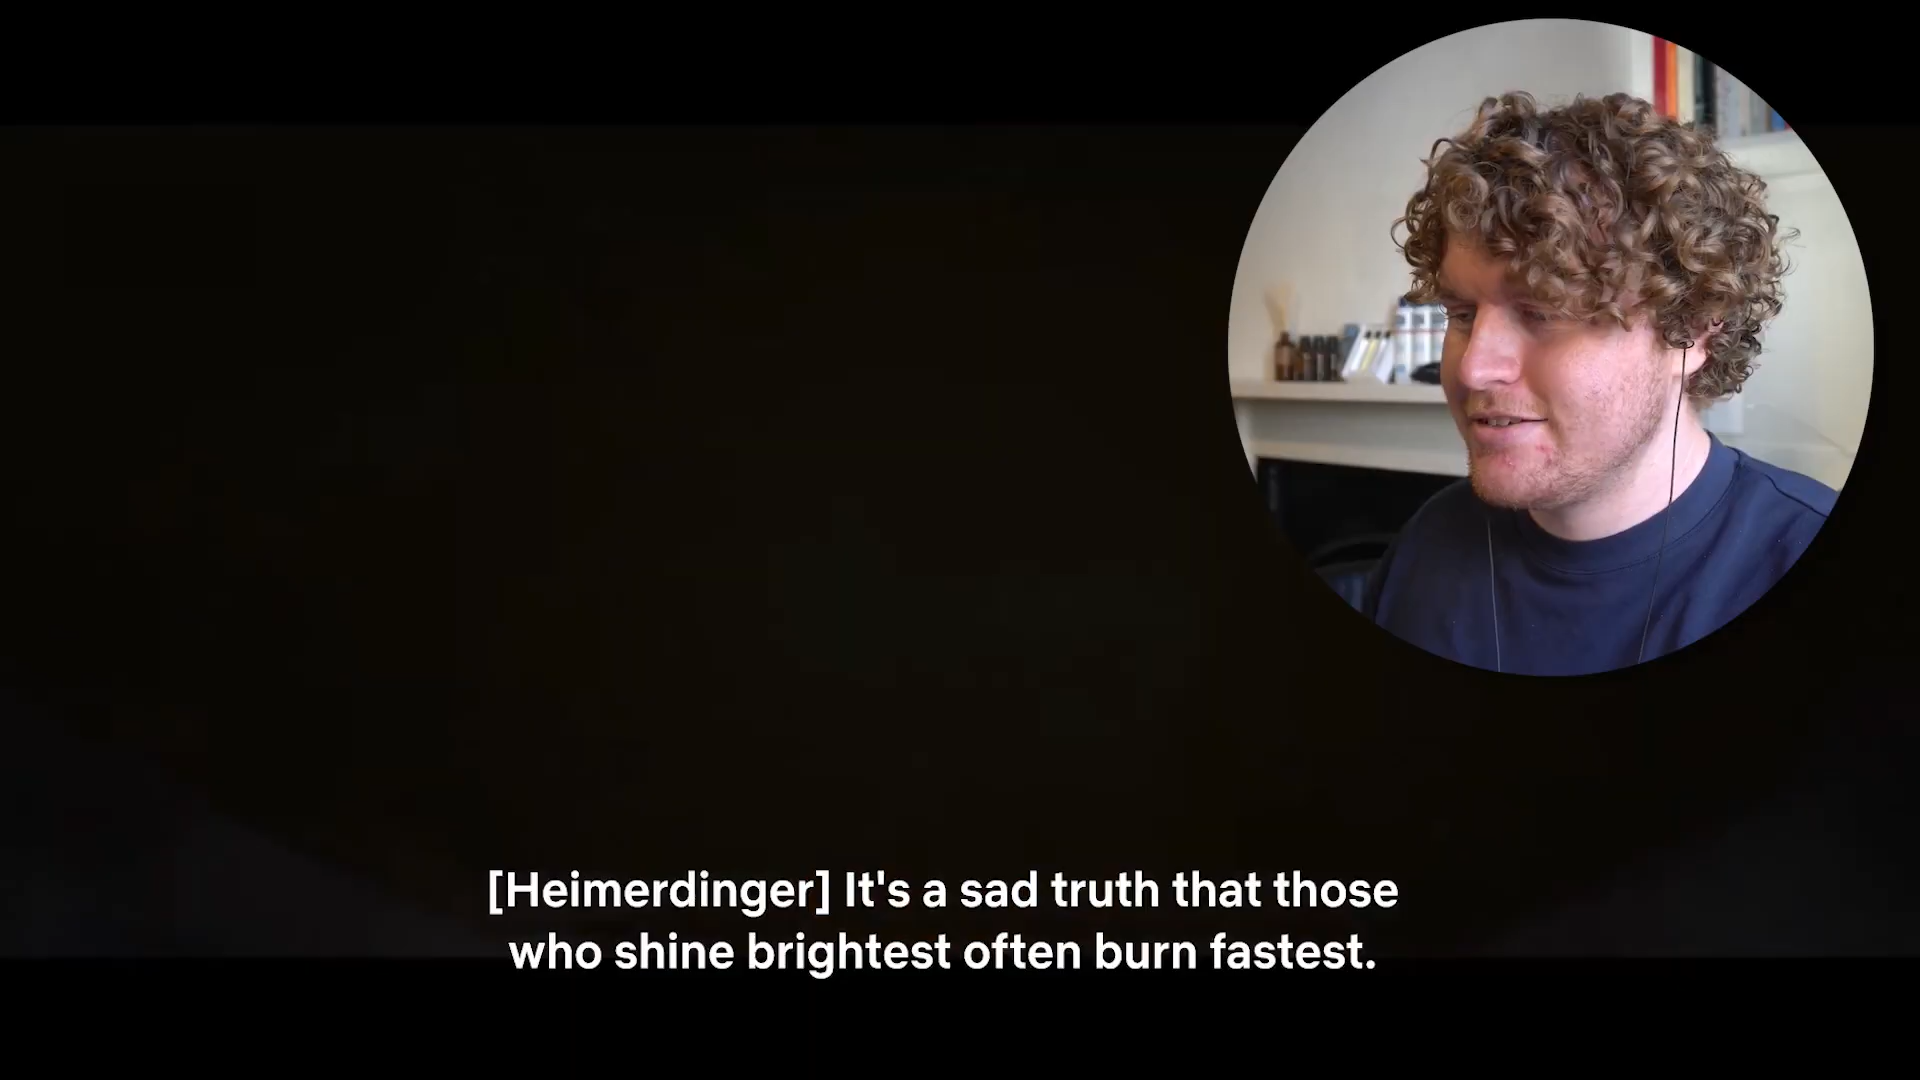 [Heimerdinger] It's a sad truth that those
who shine brightest often burn fastest.